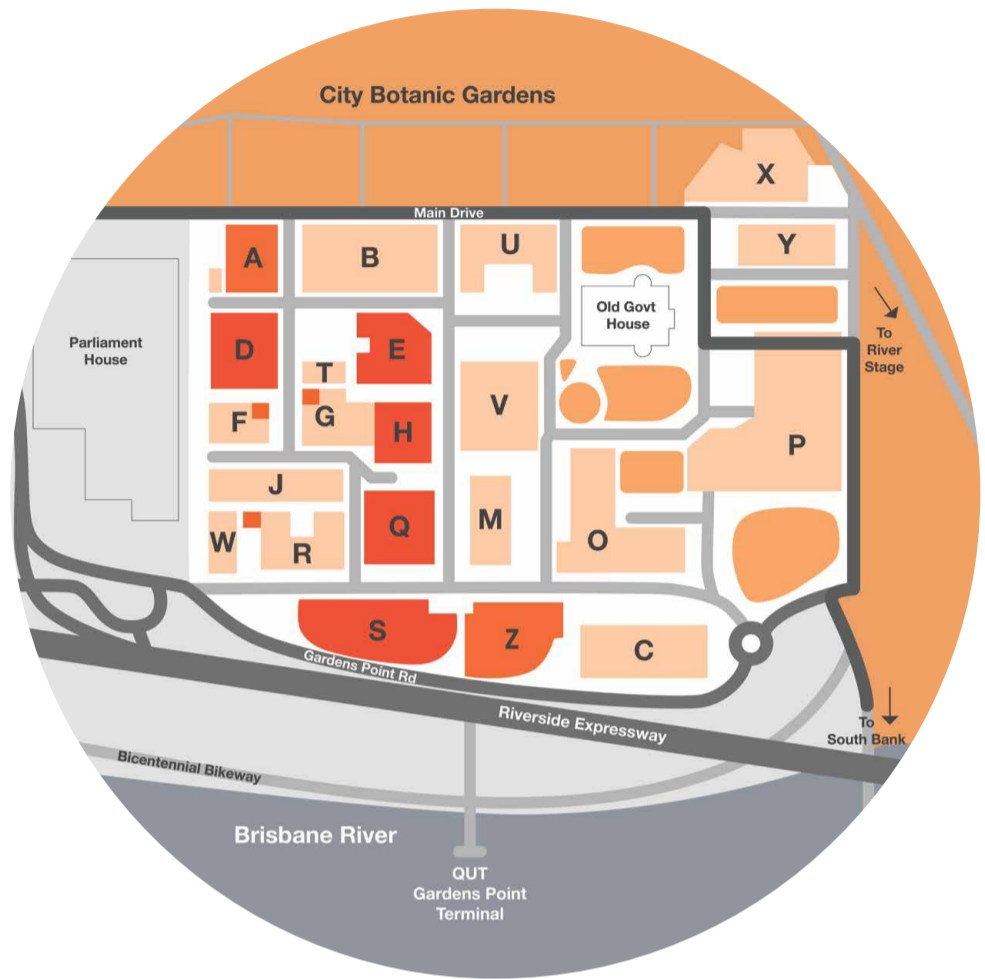 City Botanic Gardens
X
Main Drive
A
B
U
Y
Old Govt
House
To
River
Stage
Parliament
House
D
E
T
F
G
H
V
P
J
W
R
Q
M
O
S
Z
C
Gardens Point Rd
Riverside Expressway
To
South Bank
Bicentennial Bikeway
Brisbane River
QUT
Gardens Point
Terminal